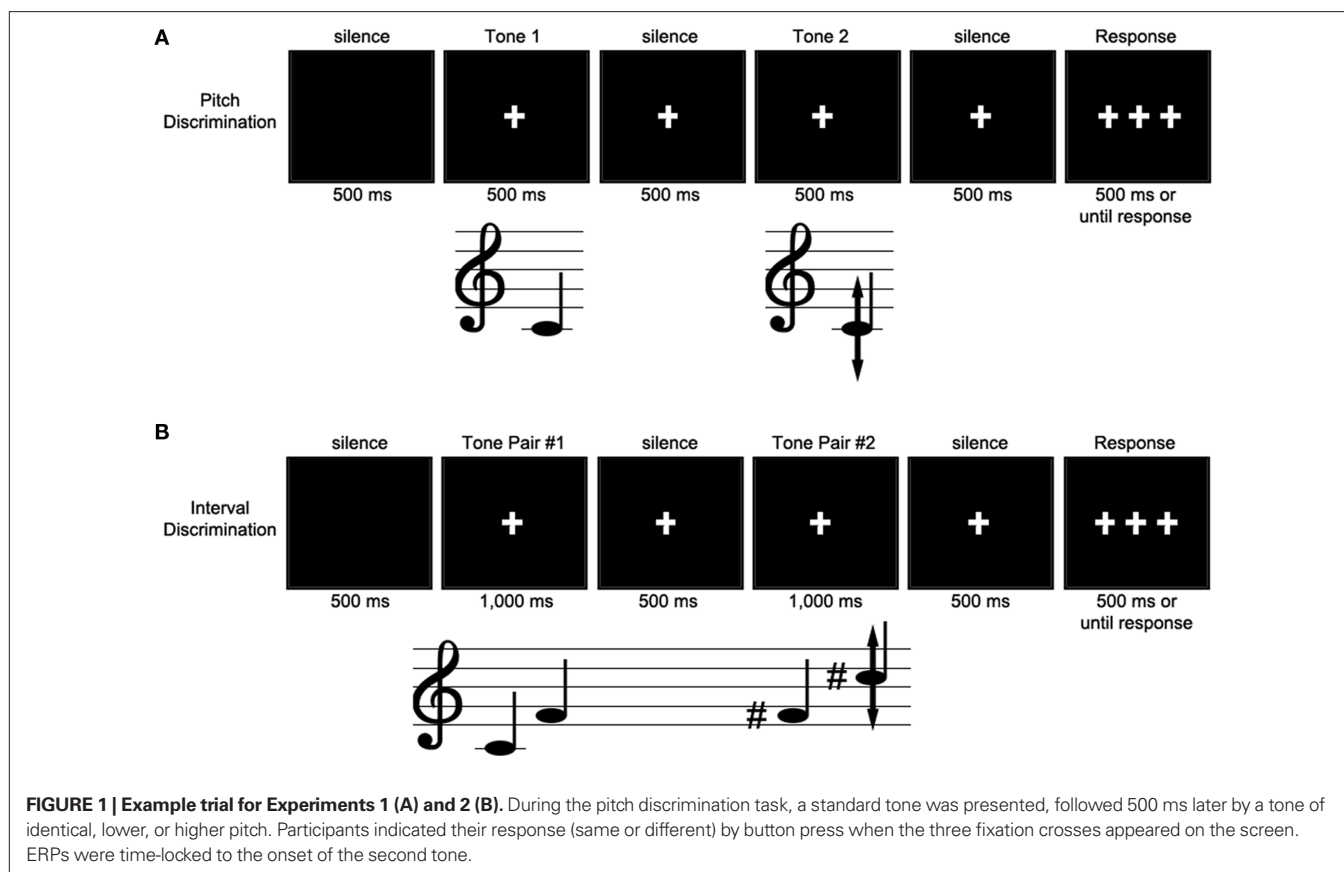 A
silence Tone 1 silence Tone 2 silence Response
Pitch
Discrimination
500 ms 500 ms 500 ms 500 ms 500 ms 500 ms or
until response
B
silence Tone Pair #1 silence Tone Pair #2 silence Response
Interval
Discrimination
500 ms 1,000 ms 500 ms 1,000 ms 500 ms 500 ms or
until response
# #
FIGURE 1 | Example trial for Experiments 1 (A) and 2 (B). During the pitch discrimination task, a standard tone was presented, followed 500 ms later by a tone of
identical, lower, or higher pitch. Participants indicated their response (same or different) by button press when the three fixation crosses appeared on the screen.
ERPs were time-locked to the onset of the second tone.